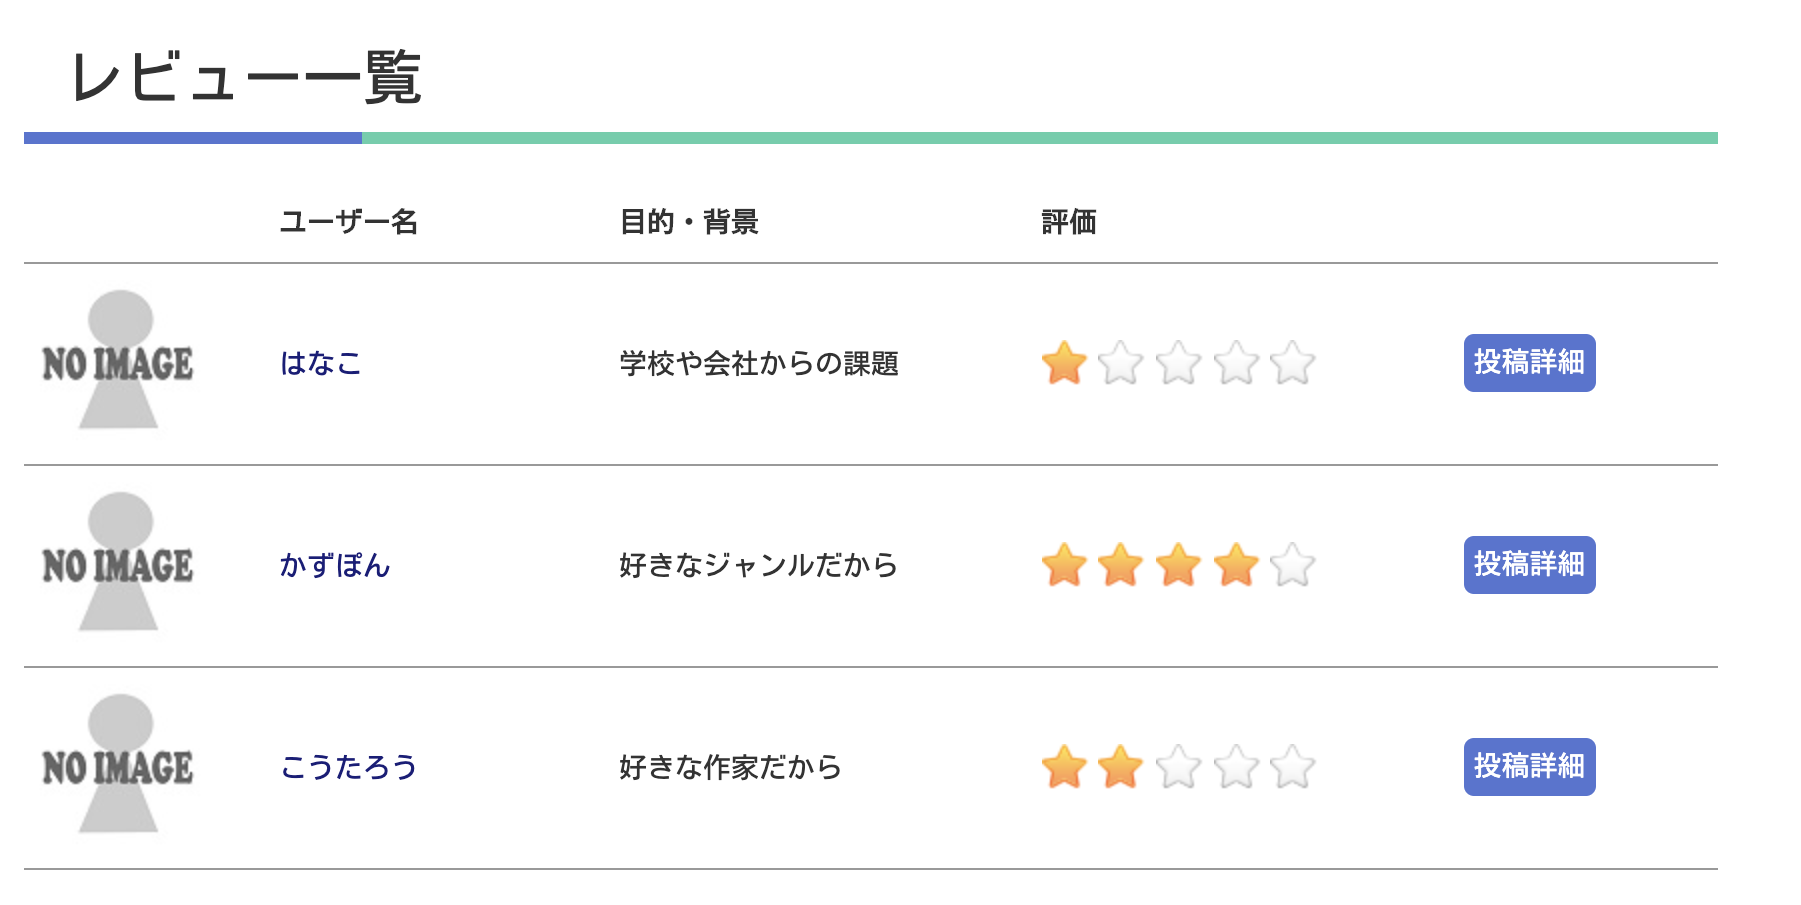 レビュー一覧
ユーザー名 目的・背景 評価
NO IMAGE はなこ 学校や会社からの課題 投稿詳細
NO IMAGE かずぽん 好きなジャンルだから 投稿詳細
NO IMAGE こうたろう 好きな作家だから 投稿詳細